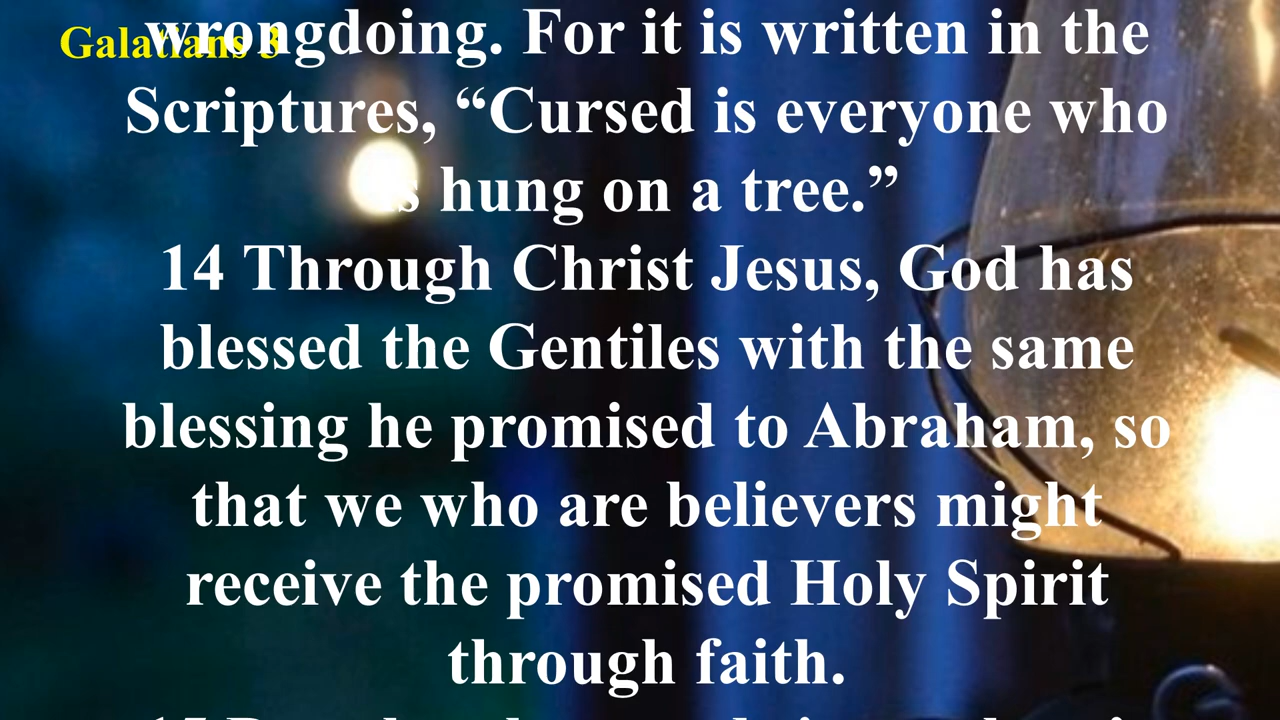 Galatians 3
wrongdoing. For it is written in the
Scriptures, “Cursed is everyone who
is hung on a tree.”
14 Through Christ Jesus, God has
blessed the Gentiles with the same
blessing he promised to Abraham, so
that we who are believers might
receive the promised Holy Spirit
through faith.